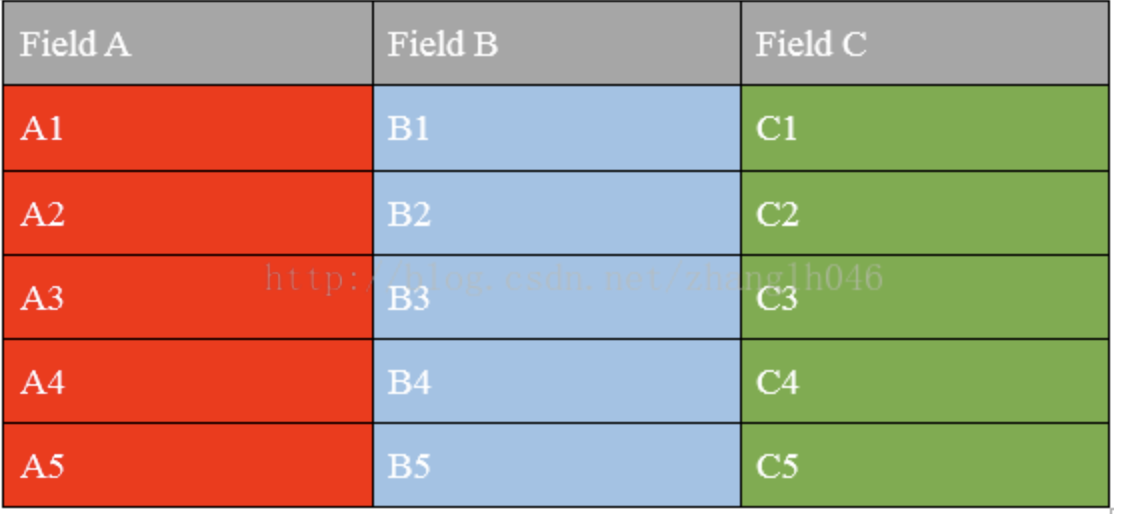 Field A Field B Field C
A1 B1 C1
A2 B2 C2
http://blog.csdn.net/zhanglh046
A3 B3 C3
A4 B4 C4
A5 B5 C5